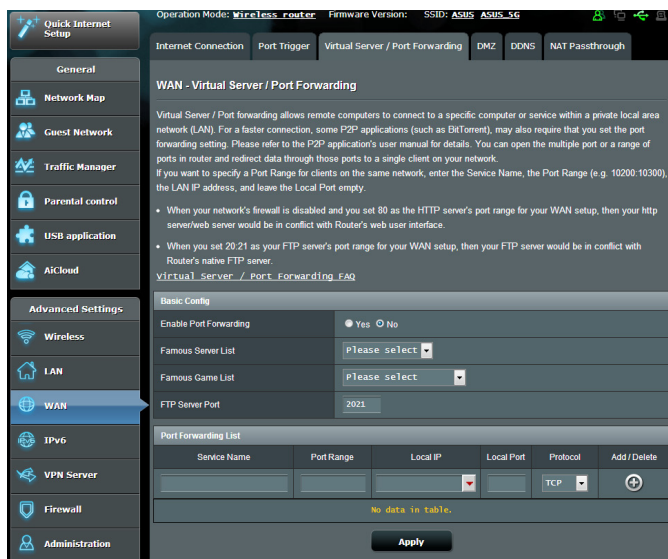 Quick Internet Setup
Operation Mode: Wireless router Firmware Version: SSID: ASUS ASUS_5G
Internet Connection Port Trigger Virtual Server / Port Forwarding DMZ DDNS NAT Passthrough
General
Network Map
Guest Network
Traffic Manager
Parental control
USB application
AiCloud
Advanced Settings
Wireless
LAN
WAN
IPv6
VPN Server
Firewall
Administration
WAN - Virtual Server / Port Forwarding
Virtual Server / Port forwarding allows remote computers to connect to a specific computer or service within a private local area
network (LAN). For a faster connection, some P2P applications (such as BitTorrent), may also require that you set the port
forwarding setting. Please refer to the P2P application's user manual for details. You can open the multiple port or a range of
ports in router and redirect data through those ports to a single client on your network.
If you want to specify a Port Range for clients on the same network, enter the Service Name, the Port Range (e.g. 10200:10300),
the LAN IP address, and leave the Local Port empty.
• When your network's firewall is disabled and you set 80 as the HTTP server's port range for your WAN setup, then your http
server/web server would be in conflict with Router's web user interface.
• When you set 20:21 as your FTP server's port range for your WAN setup, then your FTP server would be in conflict with
Router's native FTP server.
Virtual Server / Port Forwarding FAQ
Basic Config
Enable Port Forwarding Yes No
Famous Server List Please select
Famous Game List Please select
FTP Server Port 2021
Port Forwarding List
Service Name Port Range Local IP Local Port Protocol Add / Delete
TCP
No data in table.
Apply